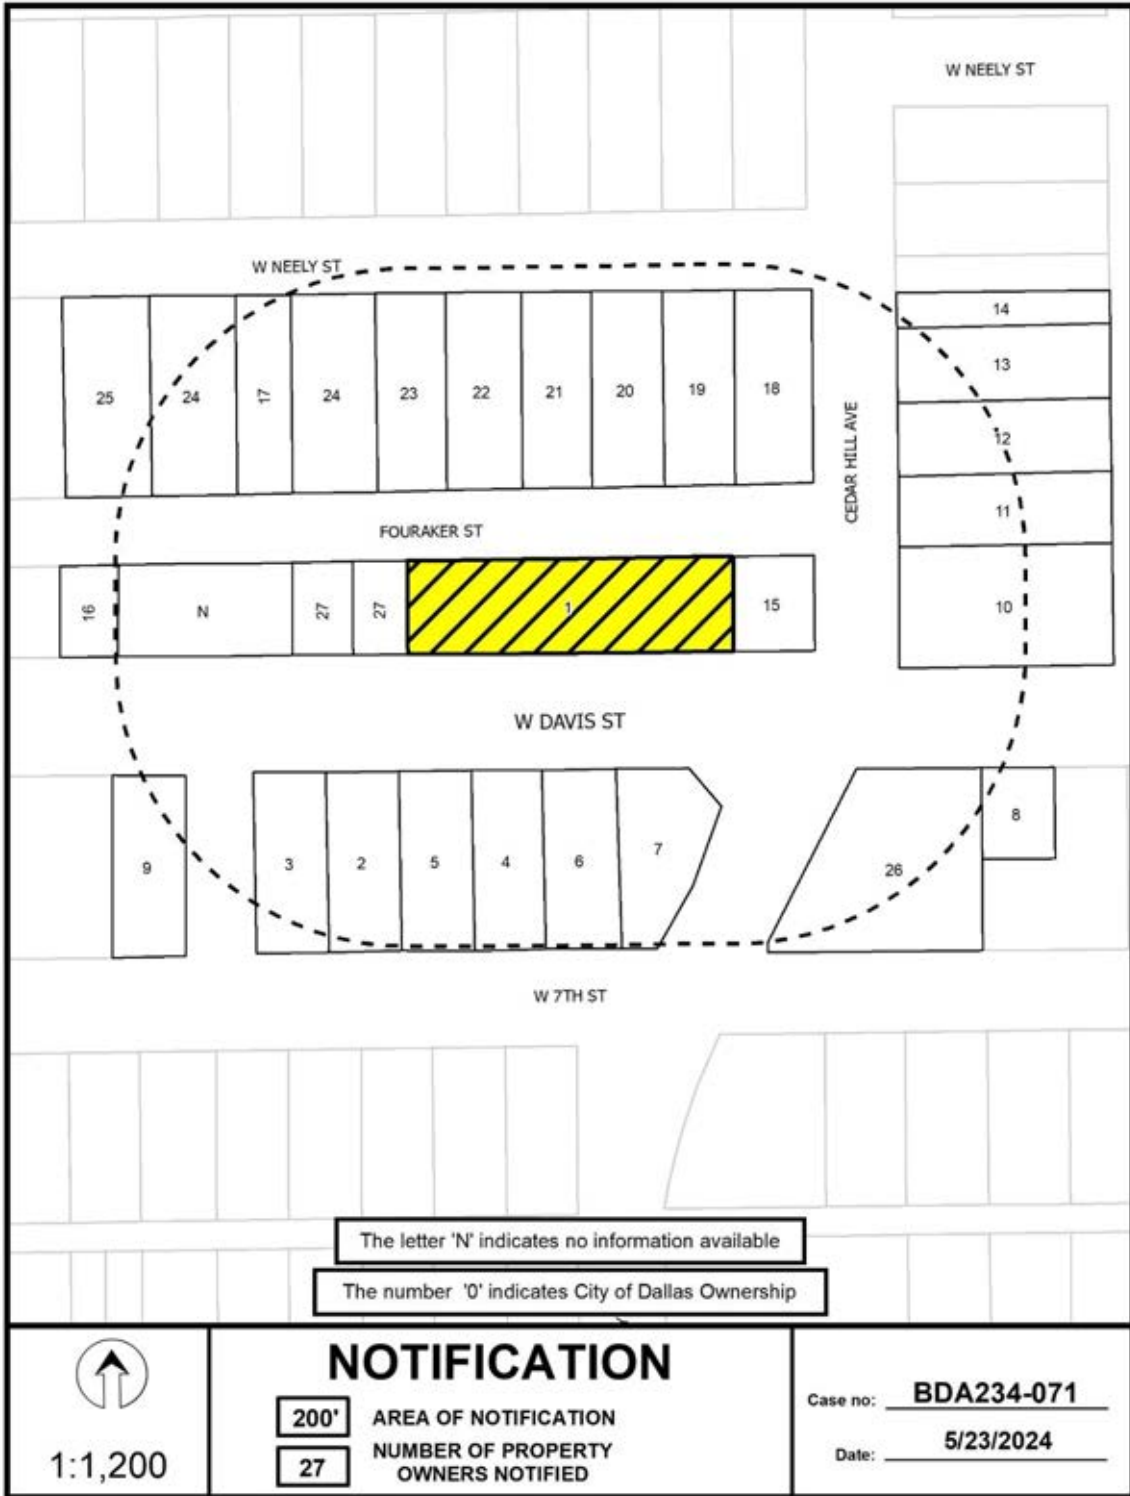 W NEELY ST
W NEELY ST
14
13
25
24
17
24
23
22
21
20
19
18
12
CEDAR HILL AVE
11
FOURAKER ST
16
N
27
27
1
15
10
W DAVIS ST
9
3
2
5
4
6
7
26
8
W 7TH ST
The letter 'N' indicates no information available
The number '0' indicates City of Dallas Ownership
1:1,200
NOTIFICATION
200' AREA OF NOTIFICATION
27 NUMBER OF PROPERTY
OWNERS NOTIFIED
Case no: BDA234-071
Date: 5/23/2024